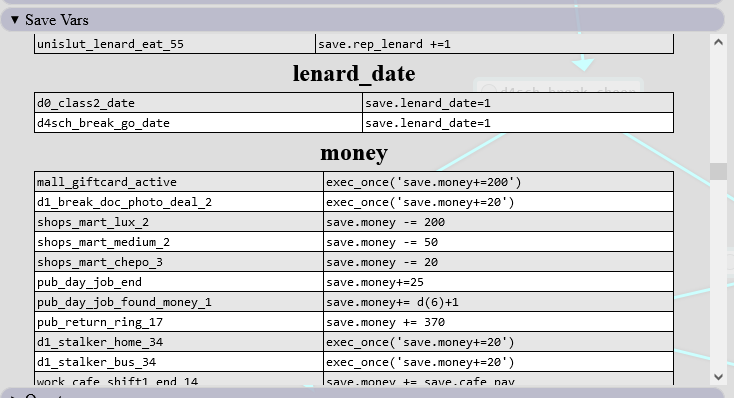 ▼ Save Vars
unislut_lenard_eat_55 save.rep_lenard +=1
lenard_date
d0_class2_date save.lenard_date=1
d4sch_break_go_date save.lenard_date=1
money
mall_giftcard_active exec_once('save.money+=200')
d1_break_doc_photo_deal_2 exec_once('save.money+=20')
shops_mart_lux_2 save.money -= 200
shops_mart_medium_2 save.money -= 50
shops_mart_chepo_3 save.money -= 20
pub_day_job_end save.money+=25
pub_day_job_found_money_1 save.money+= d(6)+1
pub_return_ring_17 save.money += 370
d1_stalker_home_34 exec_once('save.money+=20')
d1_stalker_bus_34 exec_once('save.money+=20')
work_cafe_shift1_end_14 save.money += save.cafe_pay